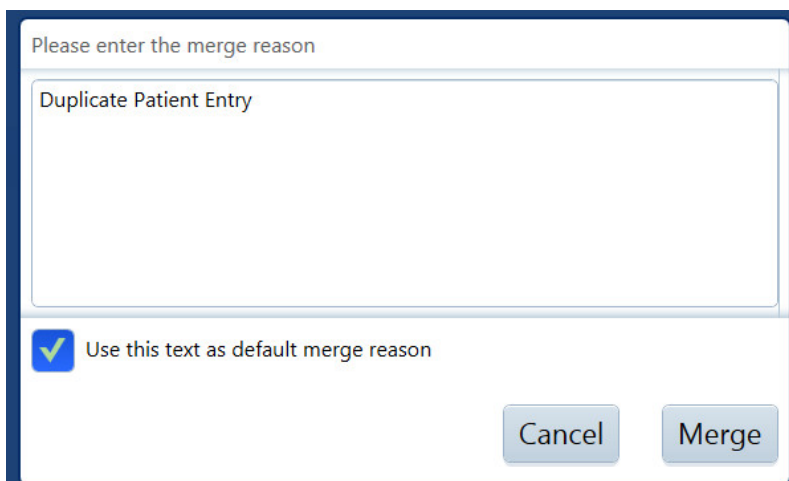 Please enter the merge reason
Duplicate Patient Entry
Use this text as default merge reason
Cancel Merge